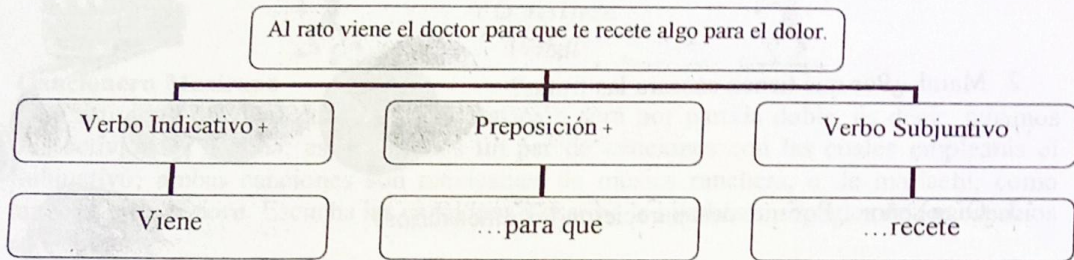 Al rato viene el doctor para que te recete algo para el dolor.
Verbo Indicativo +
Preposición +
Verbo Subjuntivo
Viene
…para que
…recete